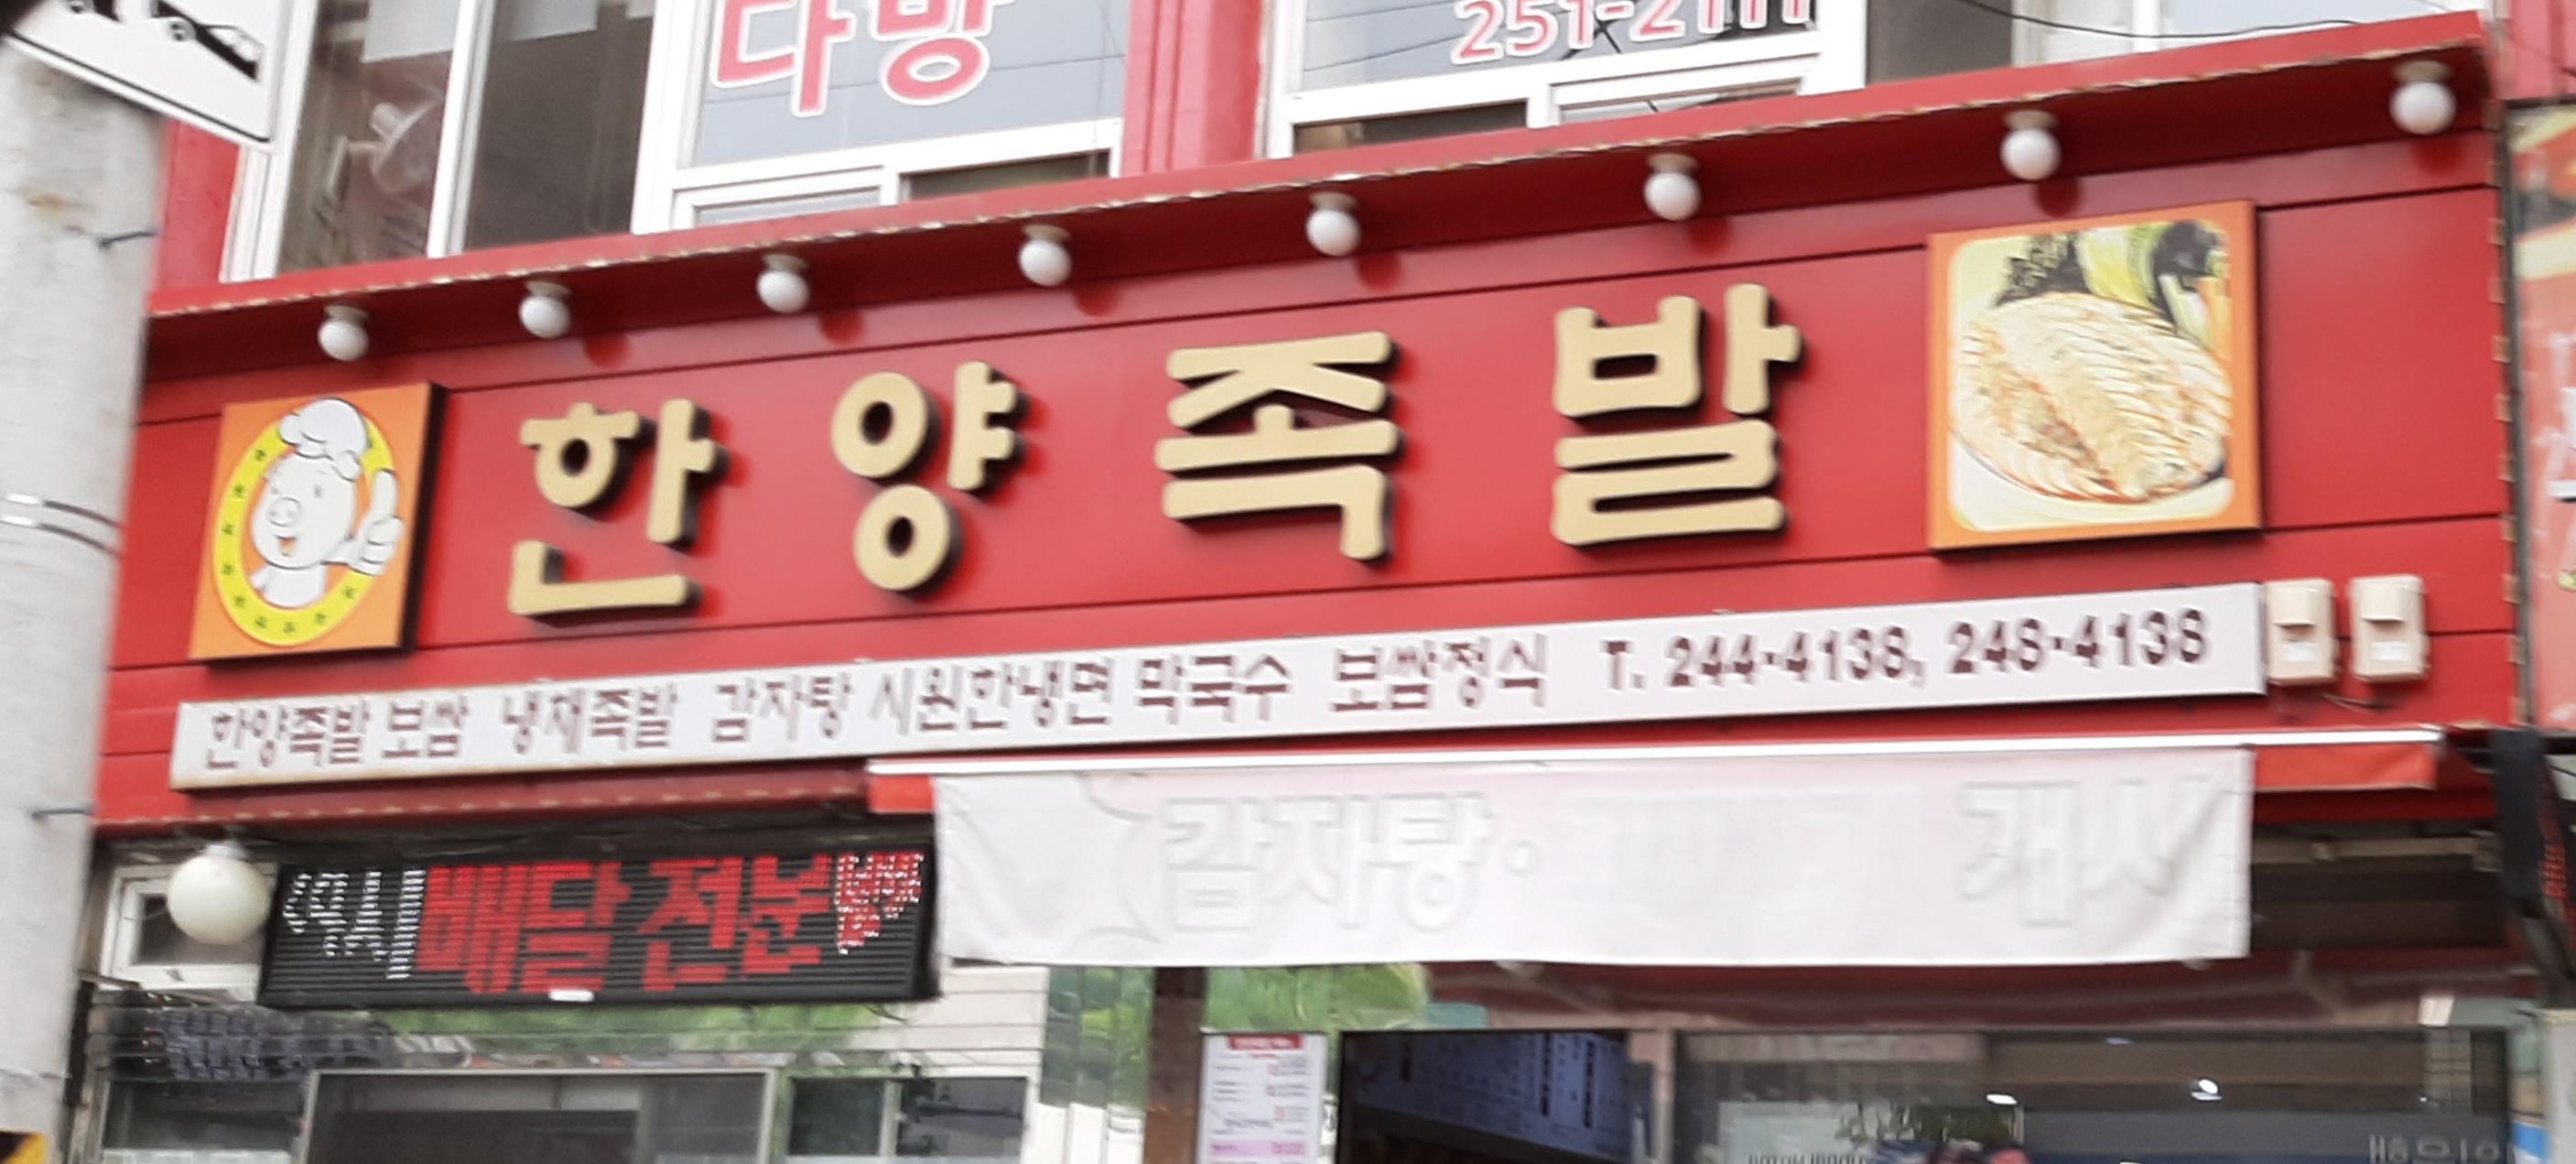 다방
한양족발
한양족발 보쌈 냉채족발 감자탕 시원한냉면 막국수 보쌈정식 T. 244-4138, 248-4138
배달전문
감자탕